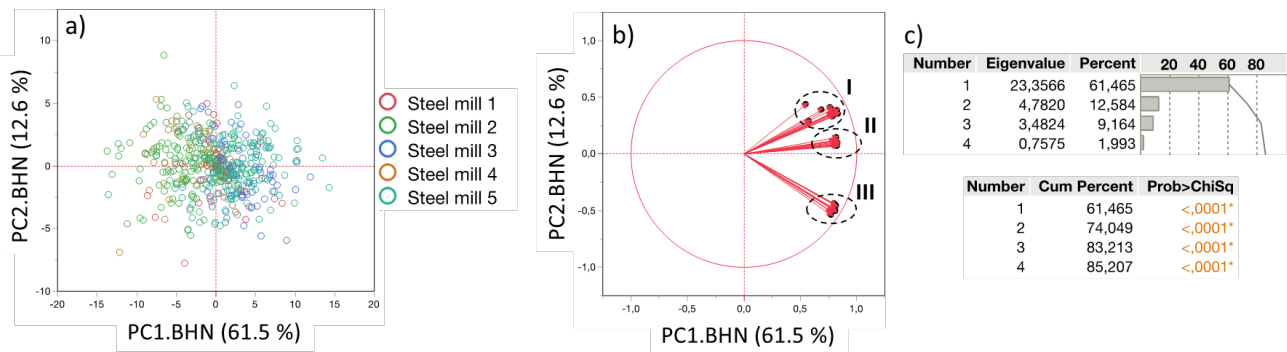 a)
PC2.BHN (12.6 %)
10
5
0
-5
-10
-20 -15 -10 -5 0 5 10 15 20
PC1.BHN (61.5 %)
Steel mill 1
Steel mill 2
Steel mill 3
Steel mill 4
Steel mill 5
b)
PC2.BHN (12.6 %)
1,0
0,5
0,0
-0,5
-1,0
I
II
III
-1,0 -0,5 0,0 0,5 1,0
PC1.BHN (61.5 %)
c)
Number Eigenvalue Percent 20 40 60 80
1 23,3566 61,465
2 4,7820 12,584
3 3,4824 9,164
4 0,7575 1,993
Number Cum Percent Prob>ChiSq
1 61,465 <,0001*
2 74,049 <,0001*
3 83,213 <,0001*
4 85,207 <,0001*